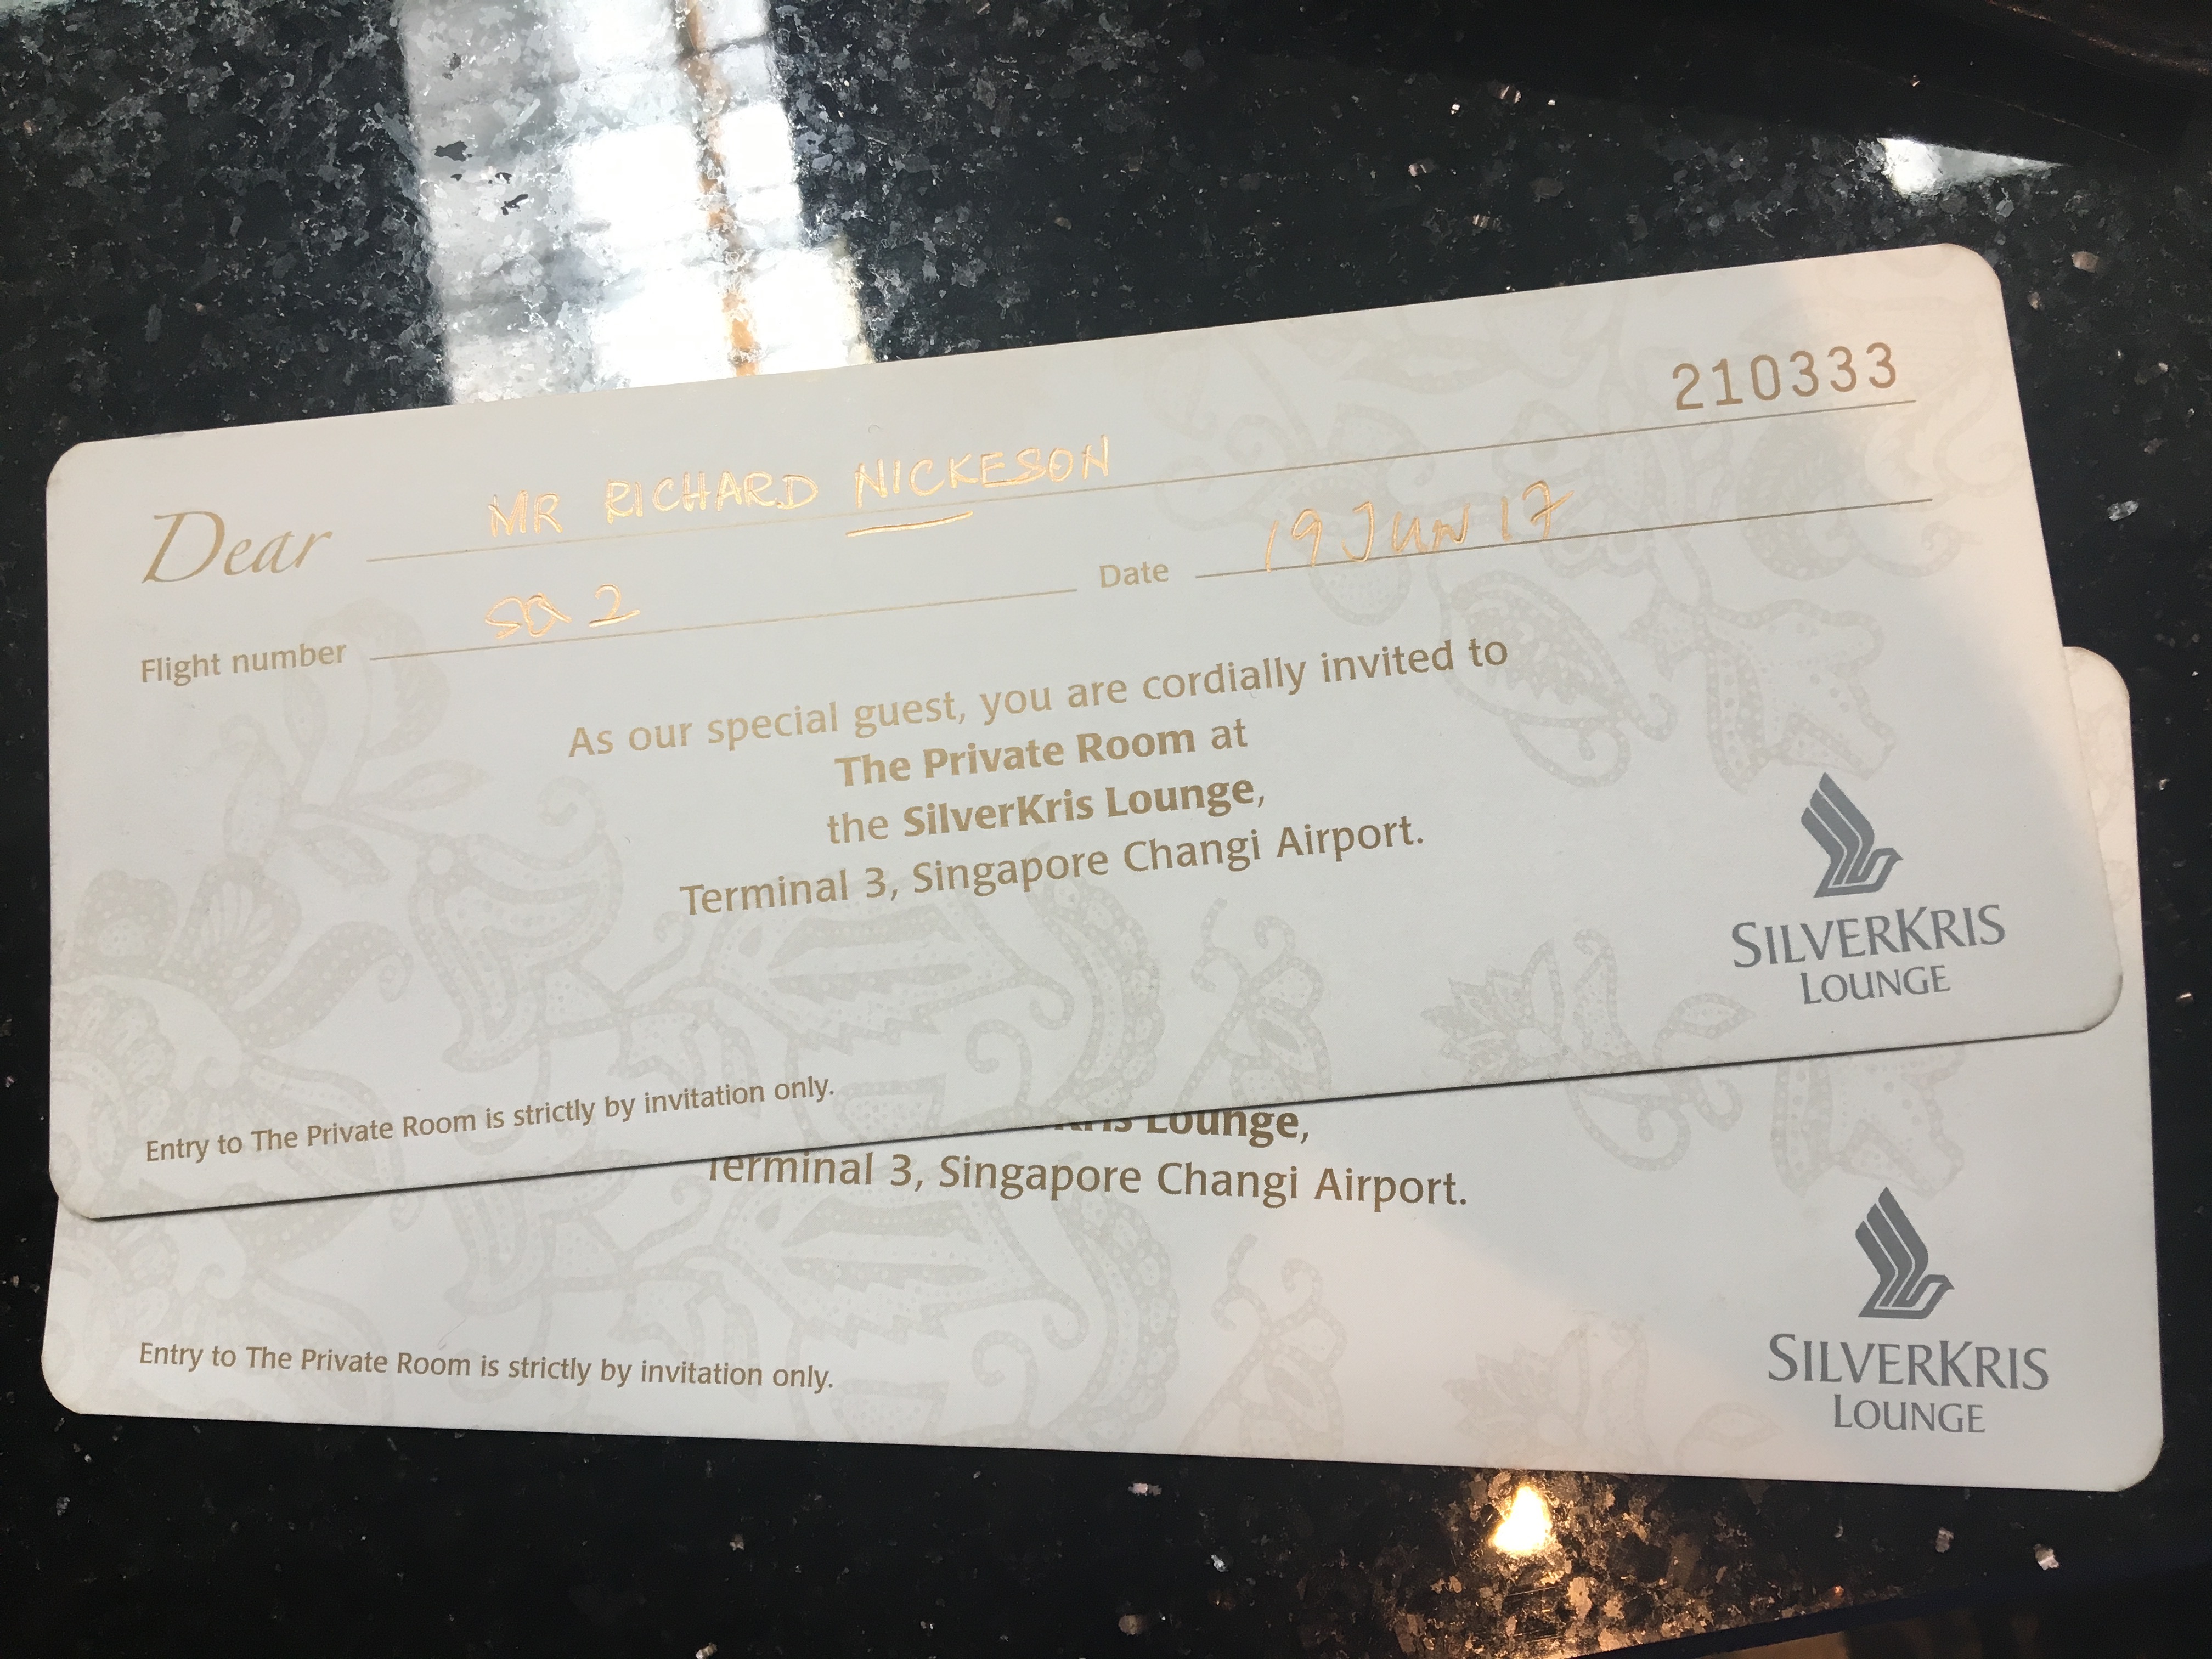 210333
Dear MR RICHARD NICKESON
Flight number SQ 2 Date 19 JUN 17
As our special guest, you are cordially invited to
The Private Room at
the SilverKris Lounge,
Terminal 3, Singapore Changi Airport.
SILVERKRIS
LOUNGE
Entry to The Private Room is strictly by invitation only.
Lounge,
Terminal 3, Singapore Changi Airport.
SILVERKRIS
LOUNGE
Entry to The Private Room is strictly by invitation only.